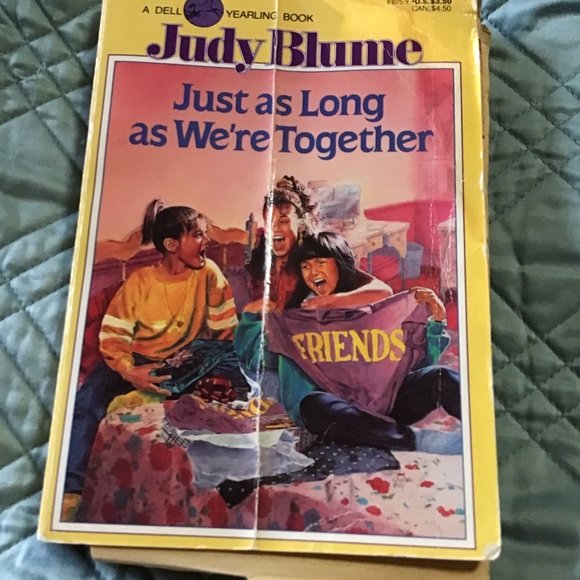 A DELL YEARLING BOOK
U.S. $3.50
CAN. $4.50
Judy Blume
Just as Long
as We're Together
FRIENDS